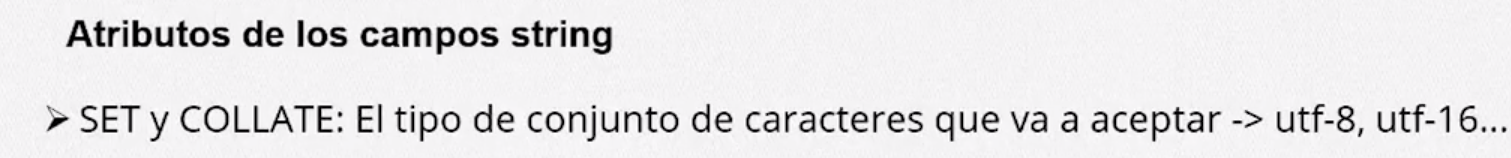 Atributos de los campos string
➢ SET y COLLATE: El tipo de conjunto de caracteres que va a aceptar -> utf-8, utf-16...